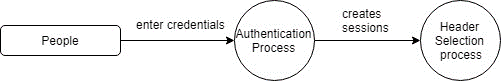 People
enter credentials
Authentication
Process
creates
sessions
Header
Selection
process